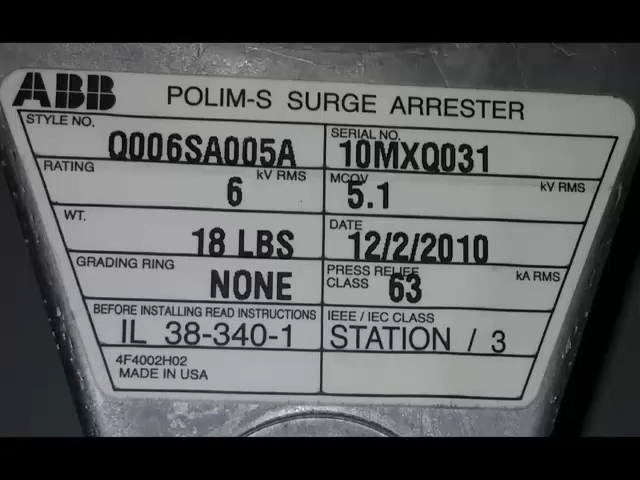 ABB POLIM-S SURGE ARRESTER
STYLE NO. Q006SA005A
SERIAL NO. 10MXQ031
RATING 6 kV RMS
MCOV 5.1 kV RMS
WT. 18 LBS
DATE 12/2/2010
GRADING RING NONE
PRESS RELIEF CLASS 63 kA RMS
BEFORE INSTALLING READ INSTRUCTIONS
IL 38-340-1
IEEE / IEC CLASS
STATION / 3
4F4002H02
MADE IN USA